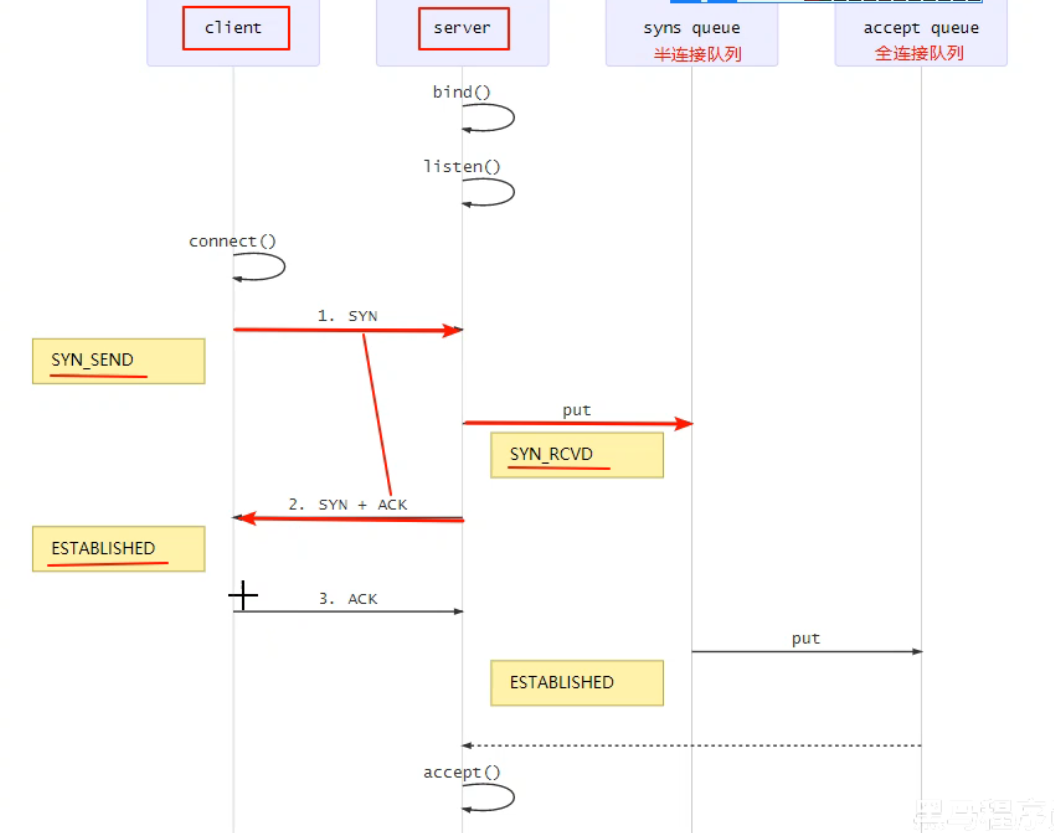 client
server
syns queue
半连接队列
accept queue
全连接队列
bind()
listen()
connect()
1. SYN
SYN_SEND
put
SYN_RCVD
2. SYN + ACK
ESTABLISHED
3. ACK
put
ESTABLISHED
accept()
黑马程序